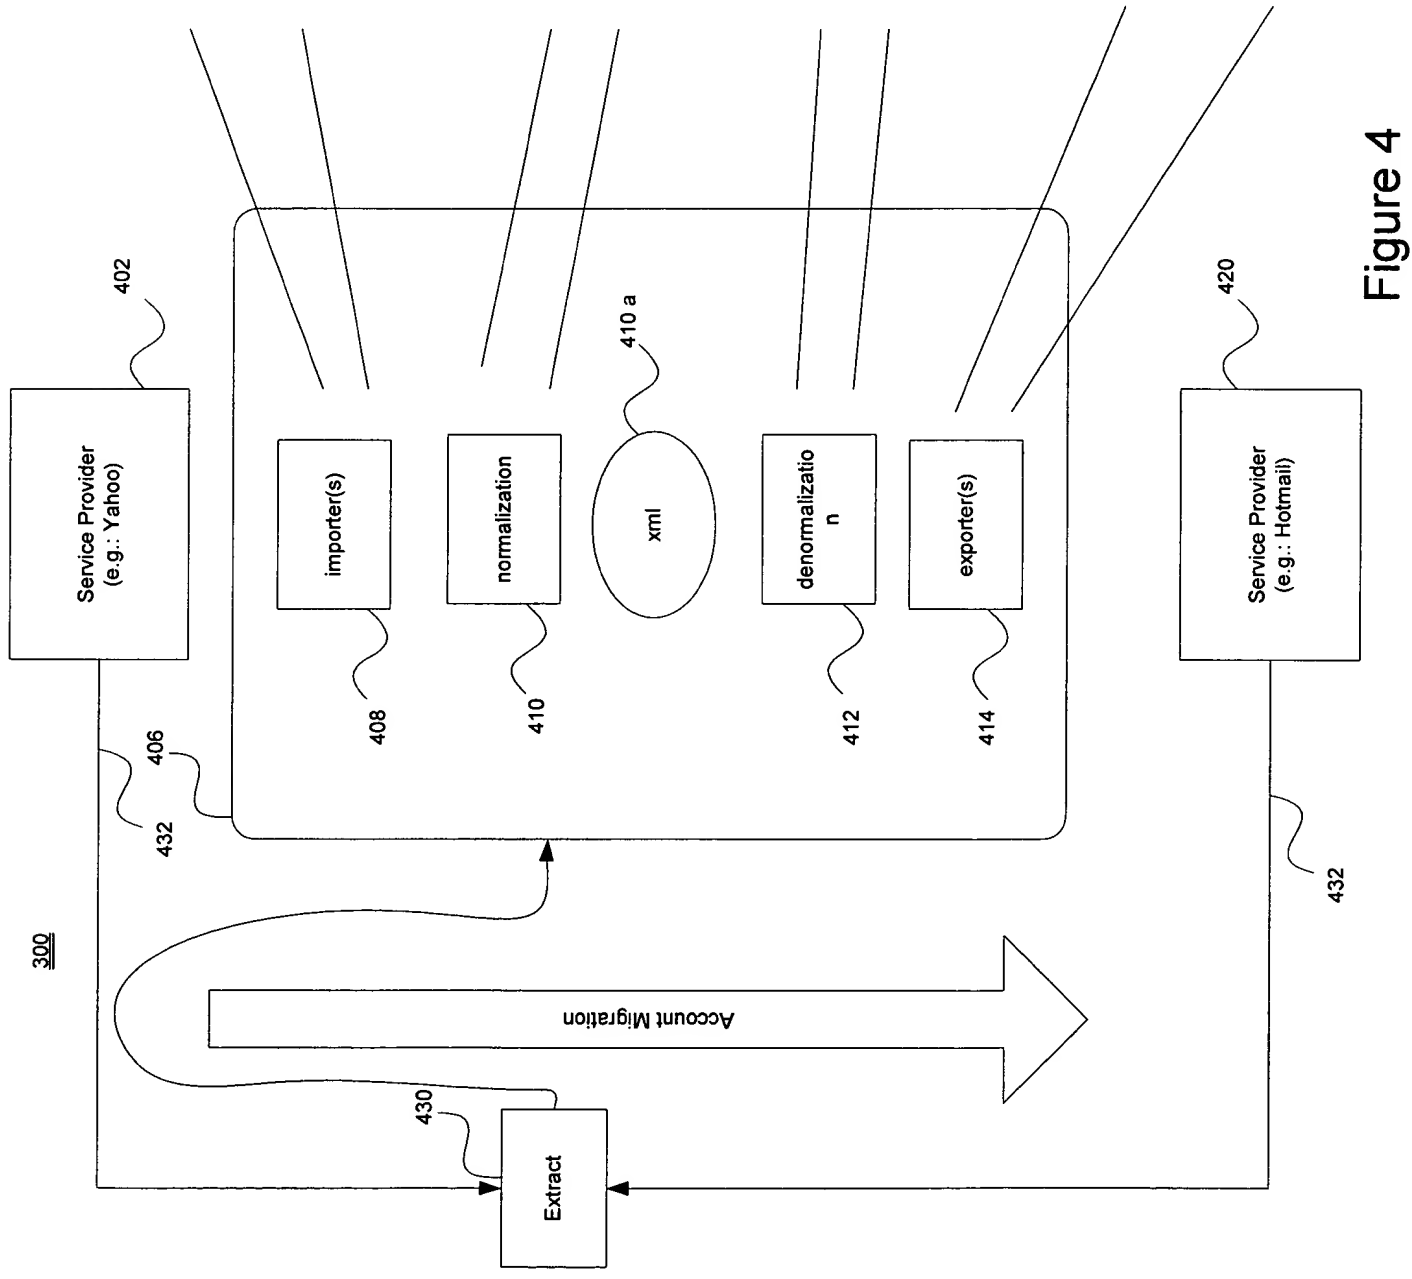 300
Service Provider
(e.g.: Yahoo)
402
432
406
importer(s)
408
normalization
410
xml
410 a
denormalizatio
n
412
exporter(s)
414
Account Migration
430
Extract
Service Provider
(e.g.: Hotmail)
420
432
Figure 4